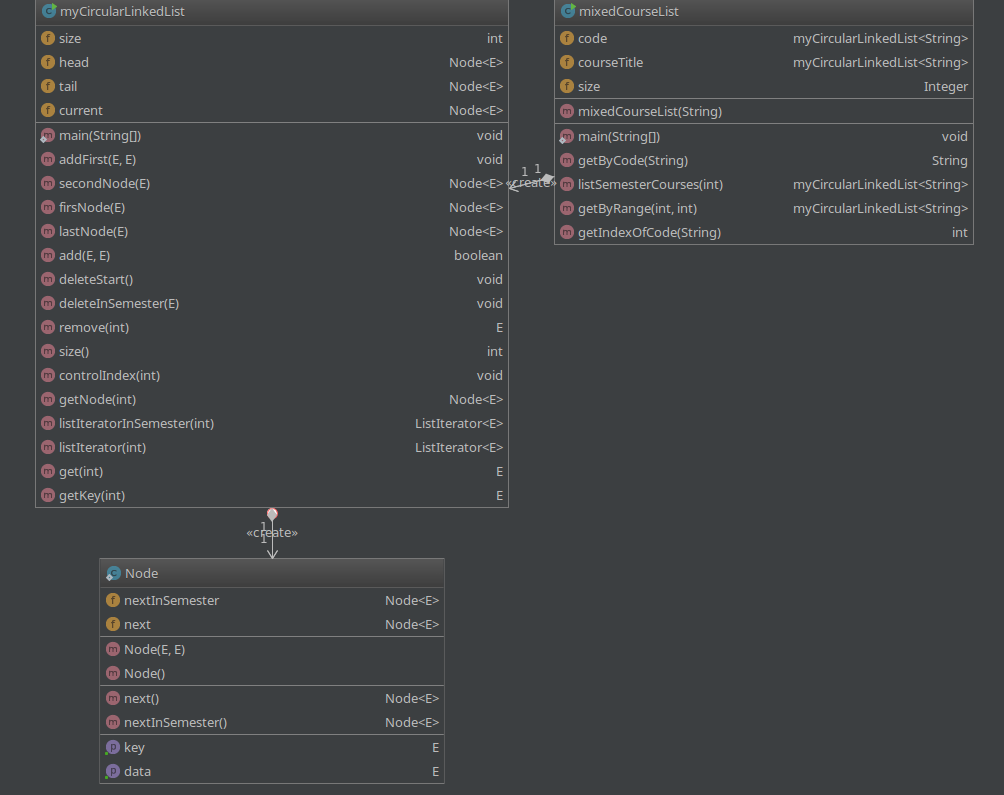 myCircularLinkedList
size int
head Node<E>
tail Node<E>
current Node<E>
main(String[]) void
addFirst(E, E) void
secondNode(E) Node<E>
firsNode(E) Node<E>
lastNode(E) Node<E>
add(E, E) boolean
deleteStart() void
deleteInSemester(E) void
remove(int) E
size() int
controlIndex(int) void
getNode(int) Node<E>
listIteratorInSemester(int) ListIterator<E>
listIterator(int) ListIterator<E>
get(int) E
getKey(int) E
1 1
«create»
mixedCourseList
code myCircularLinkedList<String>
courseTitle myCircularLinkedList<String>
size Integer
mixedCourseList(String)
main(String[]) void
getByCode(String) String
listSemesterCourses(int) myCircularLinkedList<String>
getByRange(int, int) myCircularLinkedList<String>
getIndexOfCode(String) int
1
«create»
1
Node
nextInSemester Node<E>
next Node<E>
Node(E, E)
Node()
next() Node<E>
nextInSemester() Node<E>
key E
data E